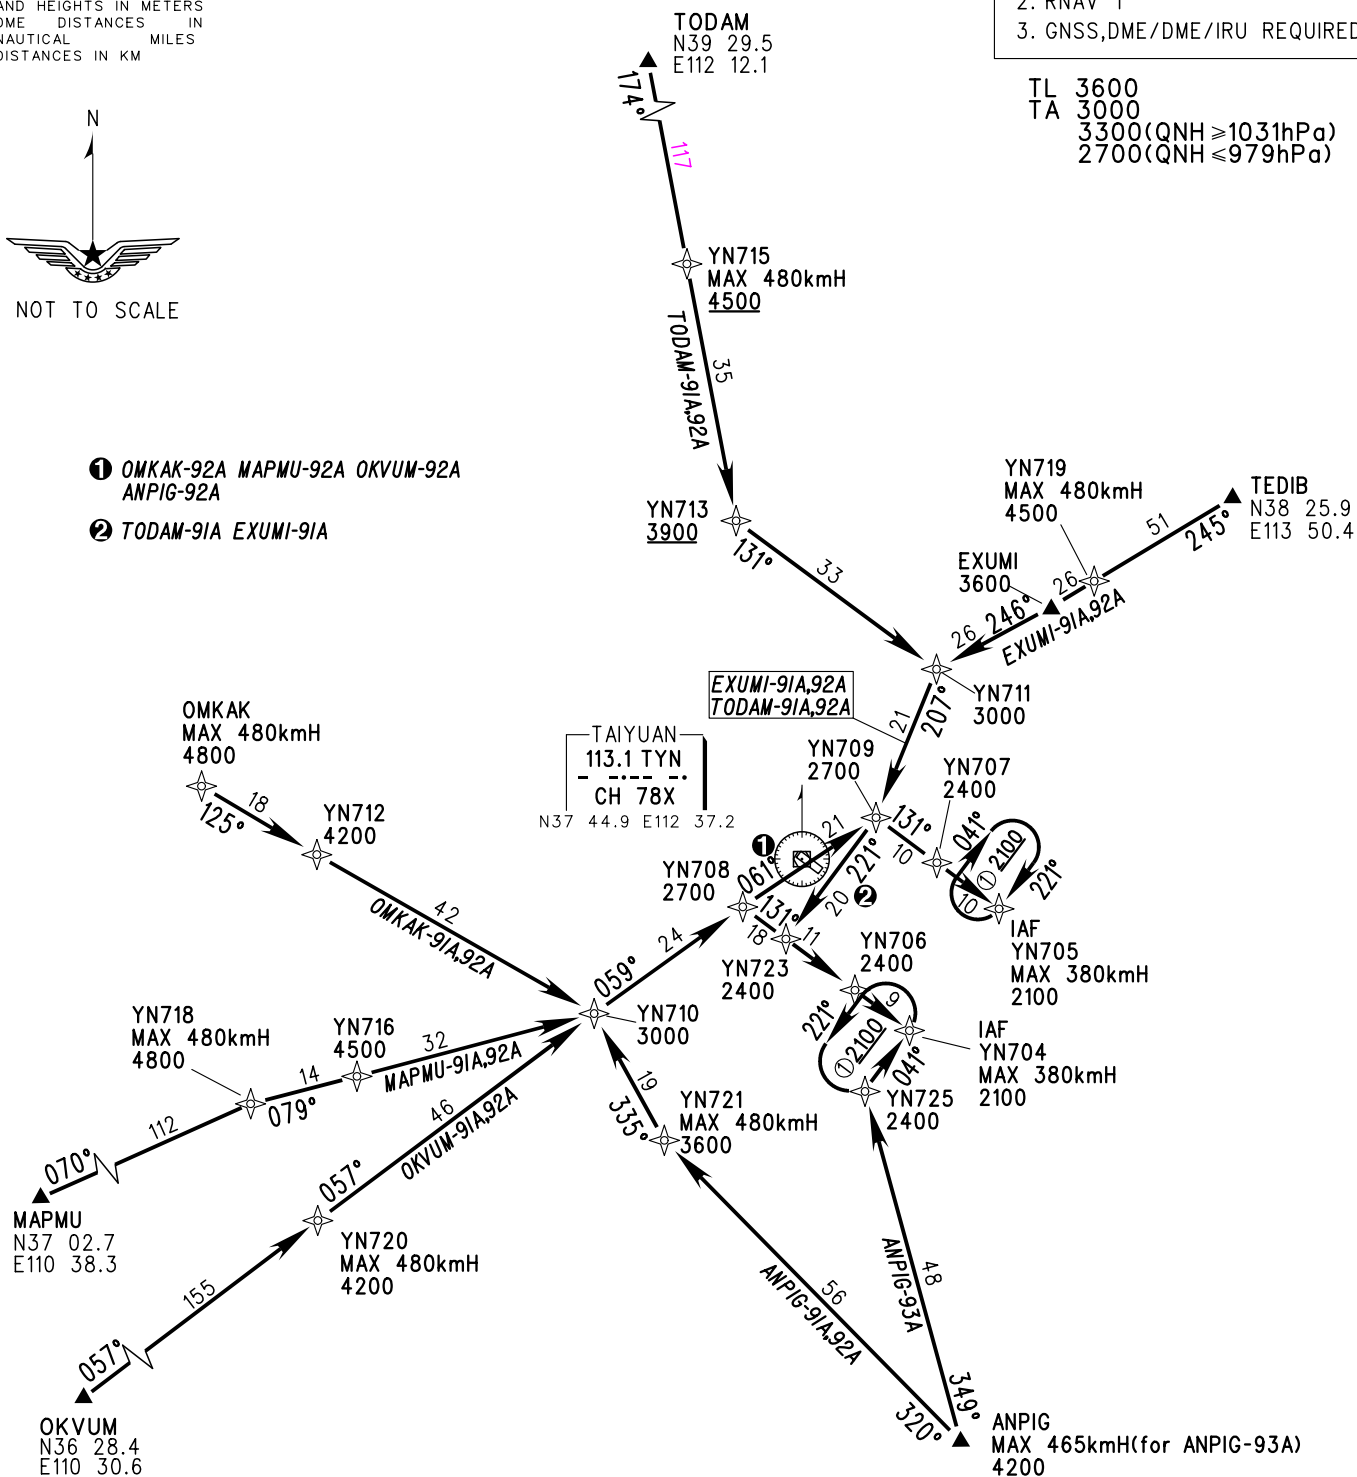 AND HEIGHTS IN METERS
OME DISTANCES IN
NAUTICAL MILES
DISTANCES IN KM
N
NOT TO SCALE
2. RNAV 1
3. GNSS,DME/DME/IRU REQUIRED
TL 3600
TA 3000
3300(QNH ≥1031hPa)
2700(QNH ≤979hPa)
TODAM
N39 29.5
E112 12.1
174°
117
YN715
MAX 480kmH
4500
TODAM-91A,92A
35
❶ OMKAK-92A MAPMU-92A OKVUM-92A
ANPIG-92A
❷ TODAM-91A EXUMI-91A
YN713
3900
131°
33
YN719
MAX 480kmH
4500
TEDIB
N38 25.9
E113 50.4
51
245°
EXUMI
3600
26
246°
26
EXUMI-91A,92A
YN711
3000
EXUMI-91A,92A
TODAM-91A,92A
21
207°
OMKAK
MAX 480kmH
4800
18
125°
YN712
4200
TAIYUAN
113.1 TYN
CH 78X
N37 44.9 E112 37.2
YN709
2700
YN707
2400
131°
10
041°
① 2100
221°
10
IAF
YN705
MAX 380kmH
2100
❶
21
061°
221°
20
❷
YN708
2700
131°
18
11
YN723
2400
YN706
2400
42
OMKAK-91A,92A
24
059°
YN710
3000
9
221°
① 2100
041°
IAF
YN704
MAX 380kmH
2100
YN725
2400
YN718
MAX 480kmH
4800
YN716
4500
32
MAPMU-91A,92A
14
079°
112
070°
MAPMU
N37 02.7
E110 38.3
46
OKVUM-91A,92A
057°
19
335°
YN721
MAX 480kmH
3600
YN720
MAX 480kmH
4200
155
057°
OKVUM
N36 28.4
E110 30.6
56
ANPIG-91A,92A
320°
48
ANPIG-93A
349°
ANPIG
MAX 465kmH(for ANPIG-93A)
4200